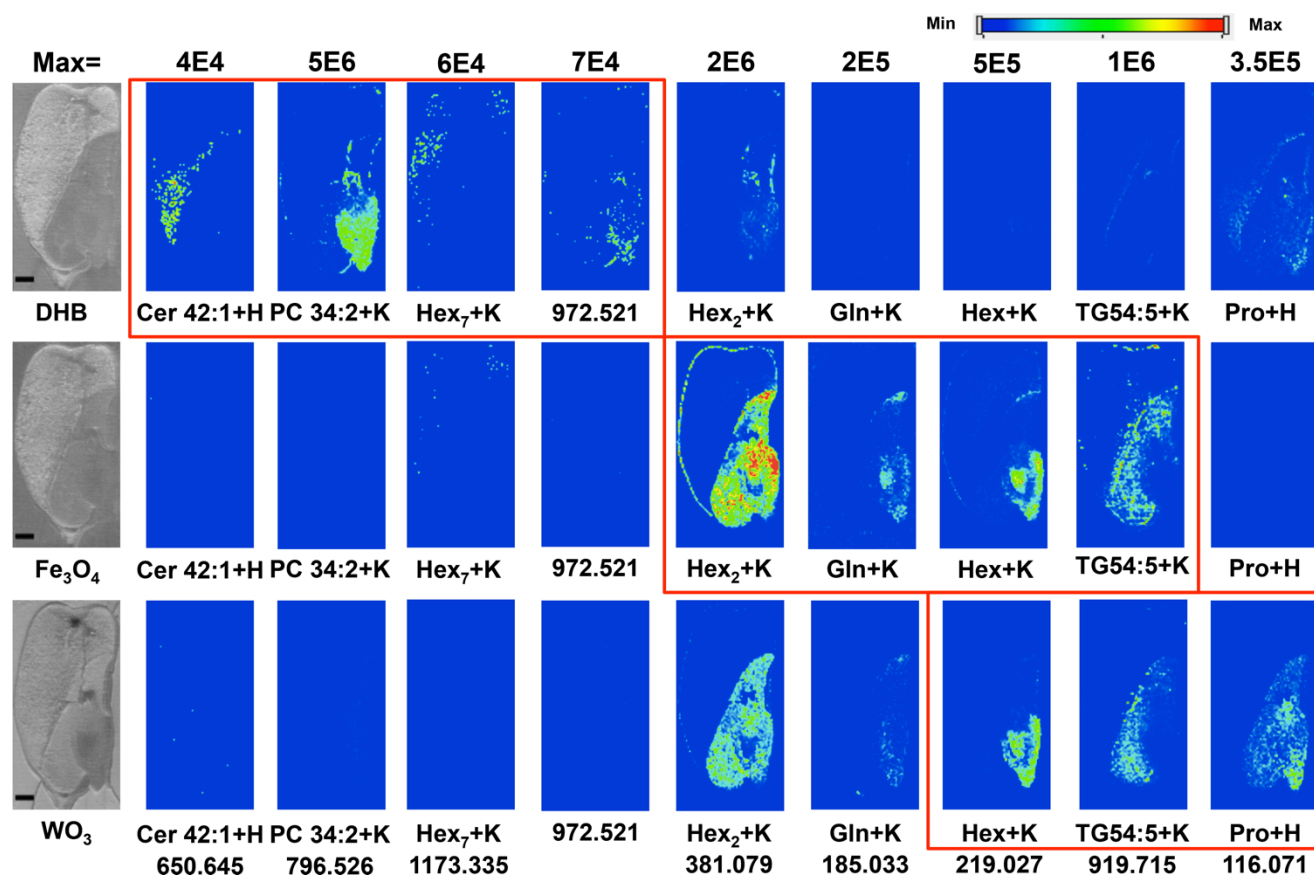 Min Max
Max= 4E4 5E6 6E4 7E4 2E6 2E5 5E5 1E6 3.5E5
DHB Cer 42:1+H PC 34:2+K Hex₇+K 972.521 Hex₂+K Gln+K Hex+K TG54:5+K Pro+H
Fe₃O₄ Cer 42:1+H PC 34:2+K Hex₇+K 972.521 Hex₂+K Gln+K Hex+K TG54:5+K Pro+H
WO₃ Cer 42:1+H PC 34:2+K Hex₇+K 972.521 Hex₂+K Gln+K Hex+K TG54:5+K Pro+H
650.645 796.526 1173.335 381.079 185.033 219.027 919.715 116.071